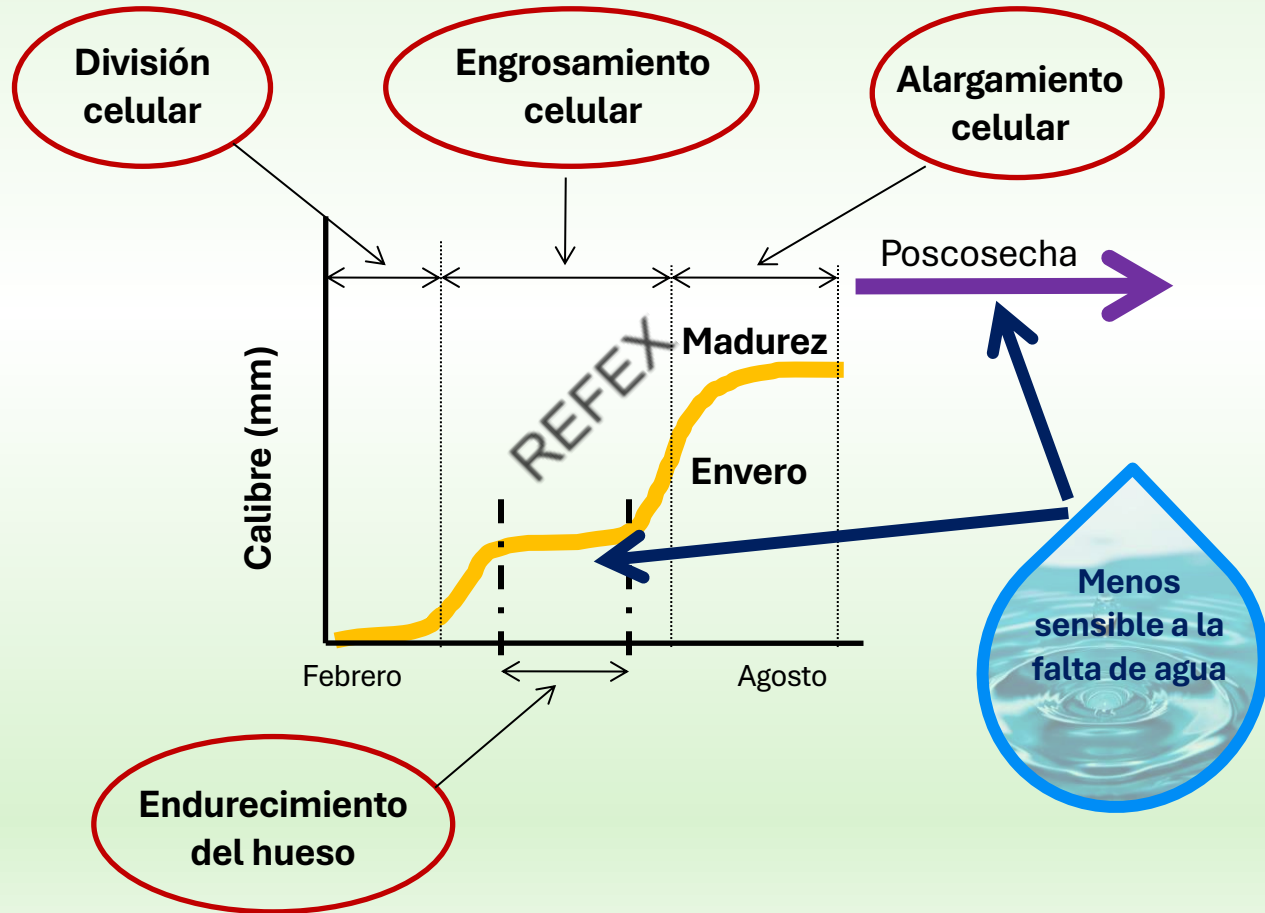 División
celular
Engrosamiento
celular
Alargamiento
celular
Poscosecha
REFEX
Madurez
Calibre (mm)
Envero
Menos
sensible a la
falta de agua
Febrero
Agosto
Endurecimiento
del hueso